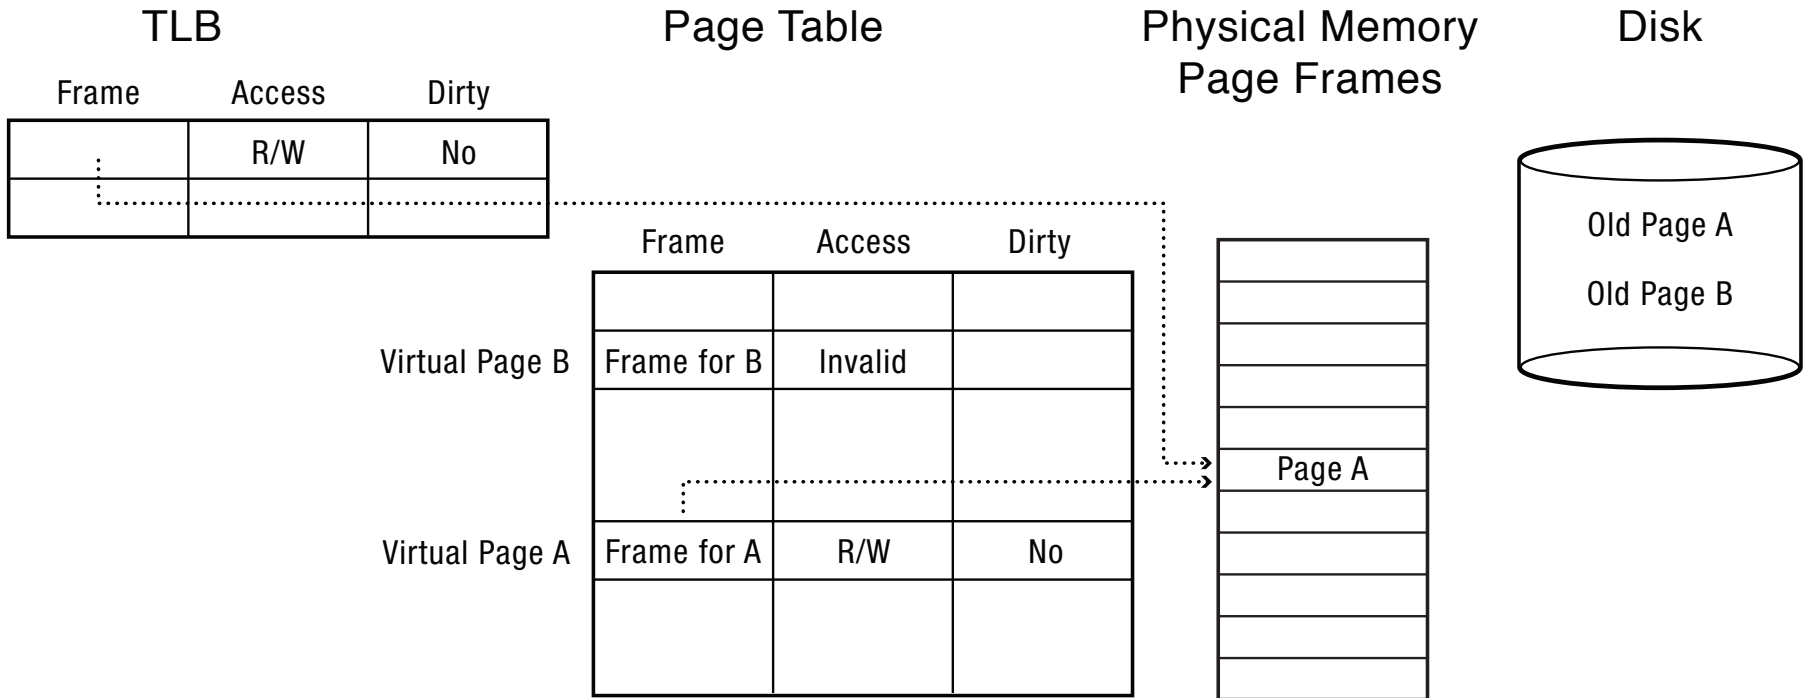 TLB
Page Table
Physical Memory
Page Frames
Disk
Frame Access Dirty
R/W No
Frame Access Dirty
Virtual Page B Frame for B Invalid
Virtual Page A Frame for A R/W No
Page A
Old Page A
Old Page B